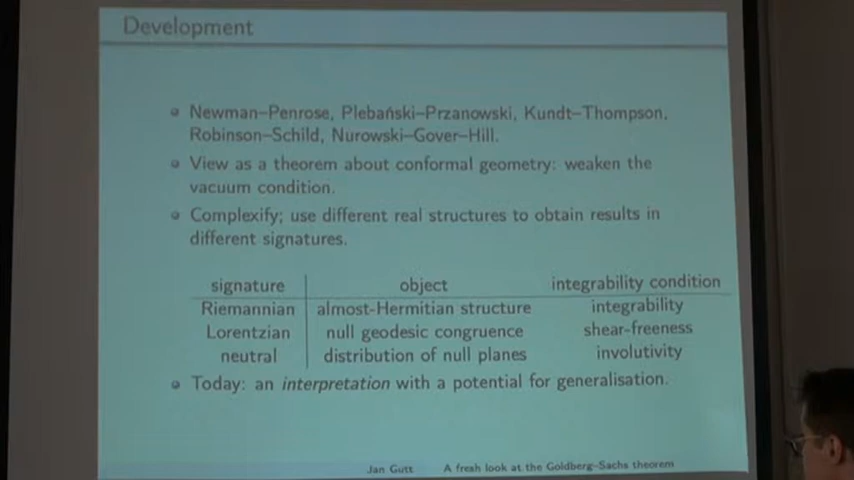 Development
Newman–Penrose, Plebański–Przanowski, Kundt–Thompson,
Robinson–Schild, Nurowski–Gover–Hill.
View as a theorem about conformal geometry: weaken the
vacuum condition.
Complexify; use different real structures to obtain results in
different signatures.
signature object integrability condition
Riemannian almost-Hermitian structure integrability
Lorentzian null geodesic congruence shear-freeness
neutral distribution of null planes involutivity
Today: an interpretation with a potential for generalisation.
Jan Gutt A fresh look at the Goldberg–Sachs theorem